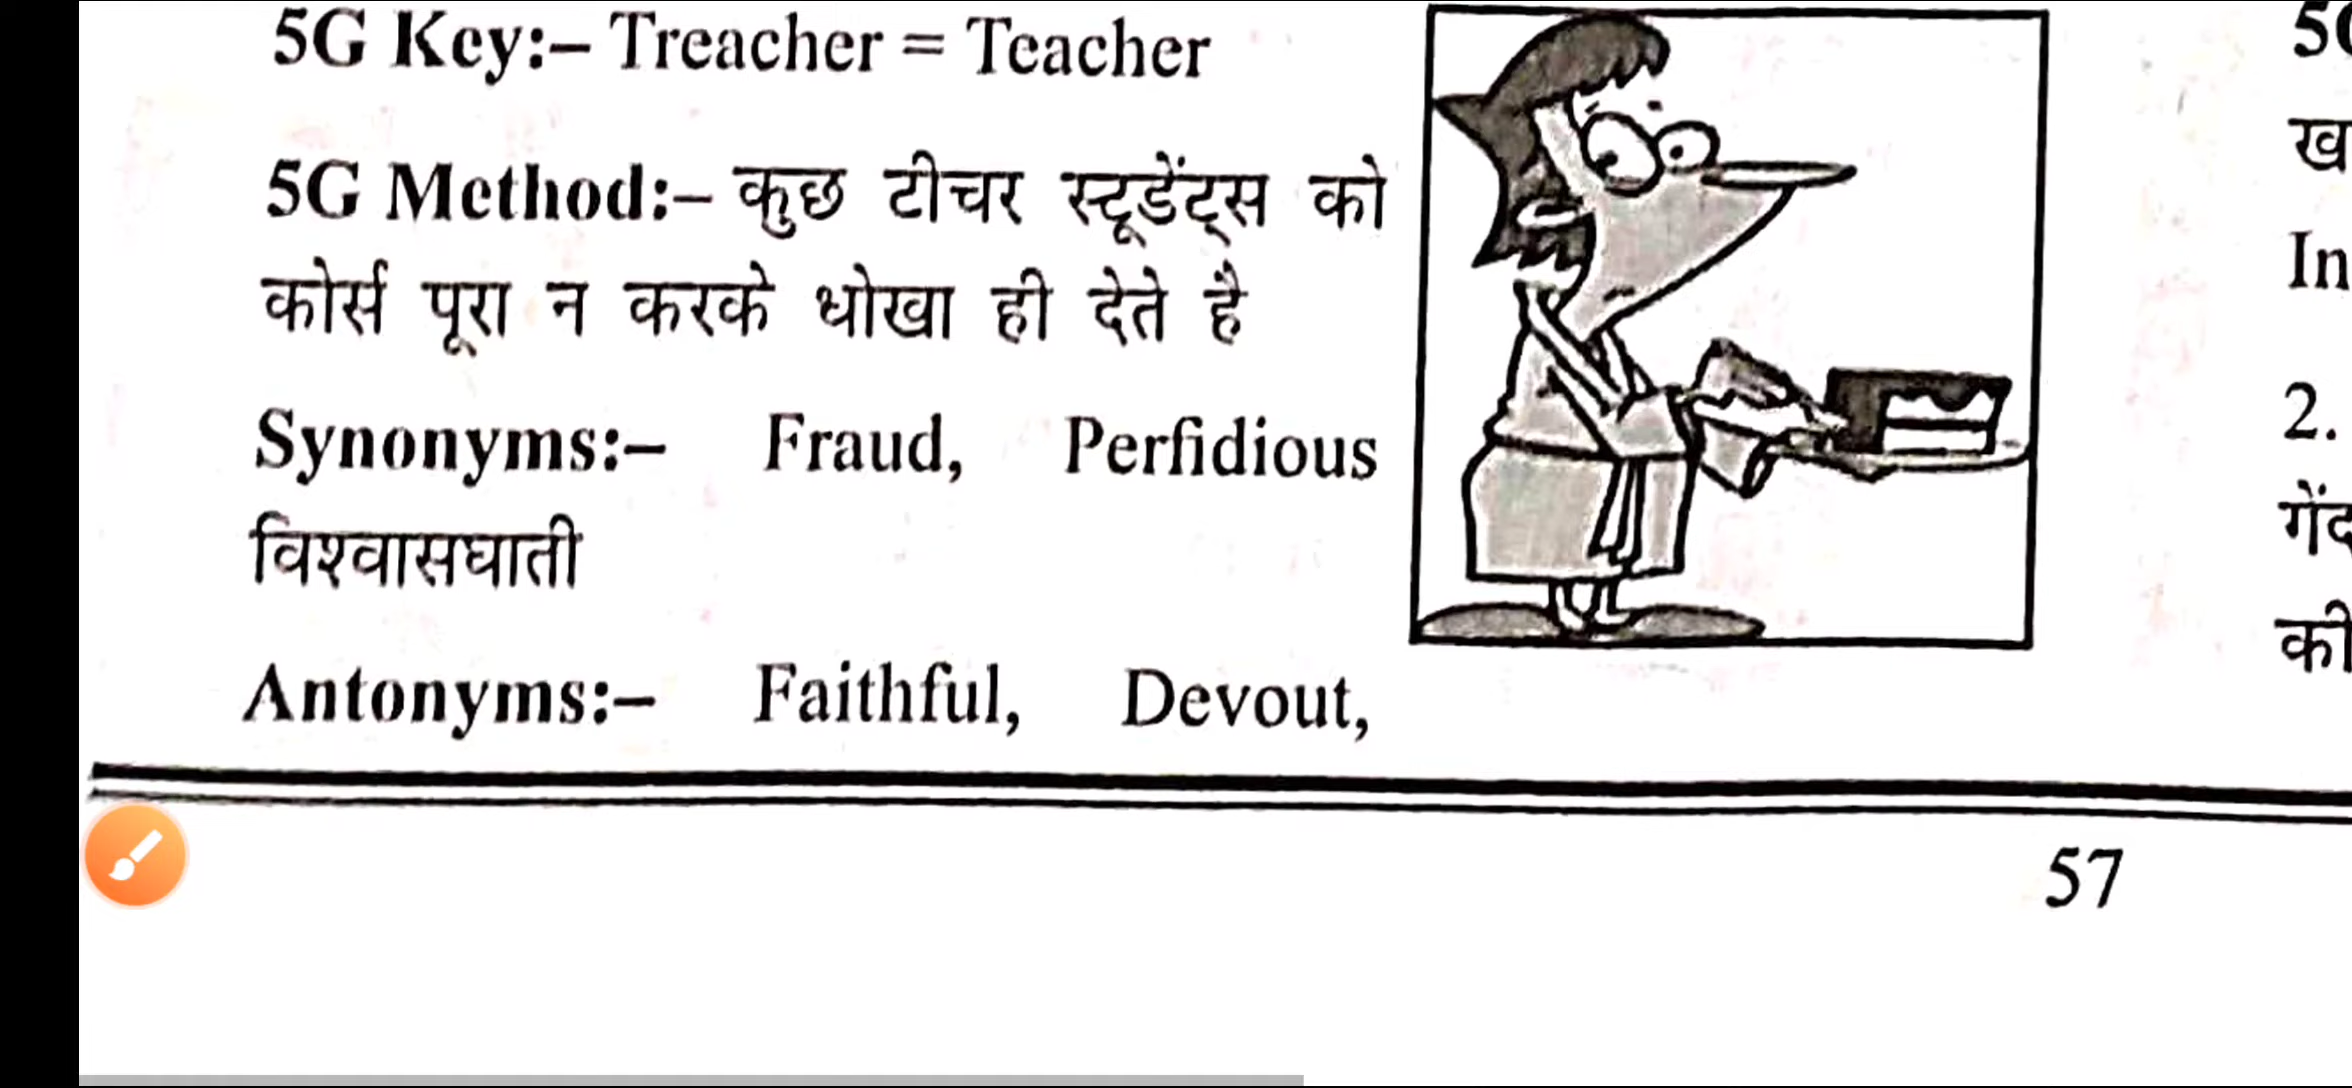 5G Key:– Treacher = Teacher
5G Method:– कुछ टीचर स्टूडेंट्स को
कोर्स पूरा न करके धोखा ही देते है
Synonyms:– Fraud, Perfidious
विश्वासघाती
Antonyms:– Faithful, Devout,
In
2.
की
57